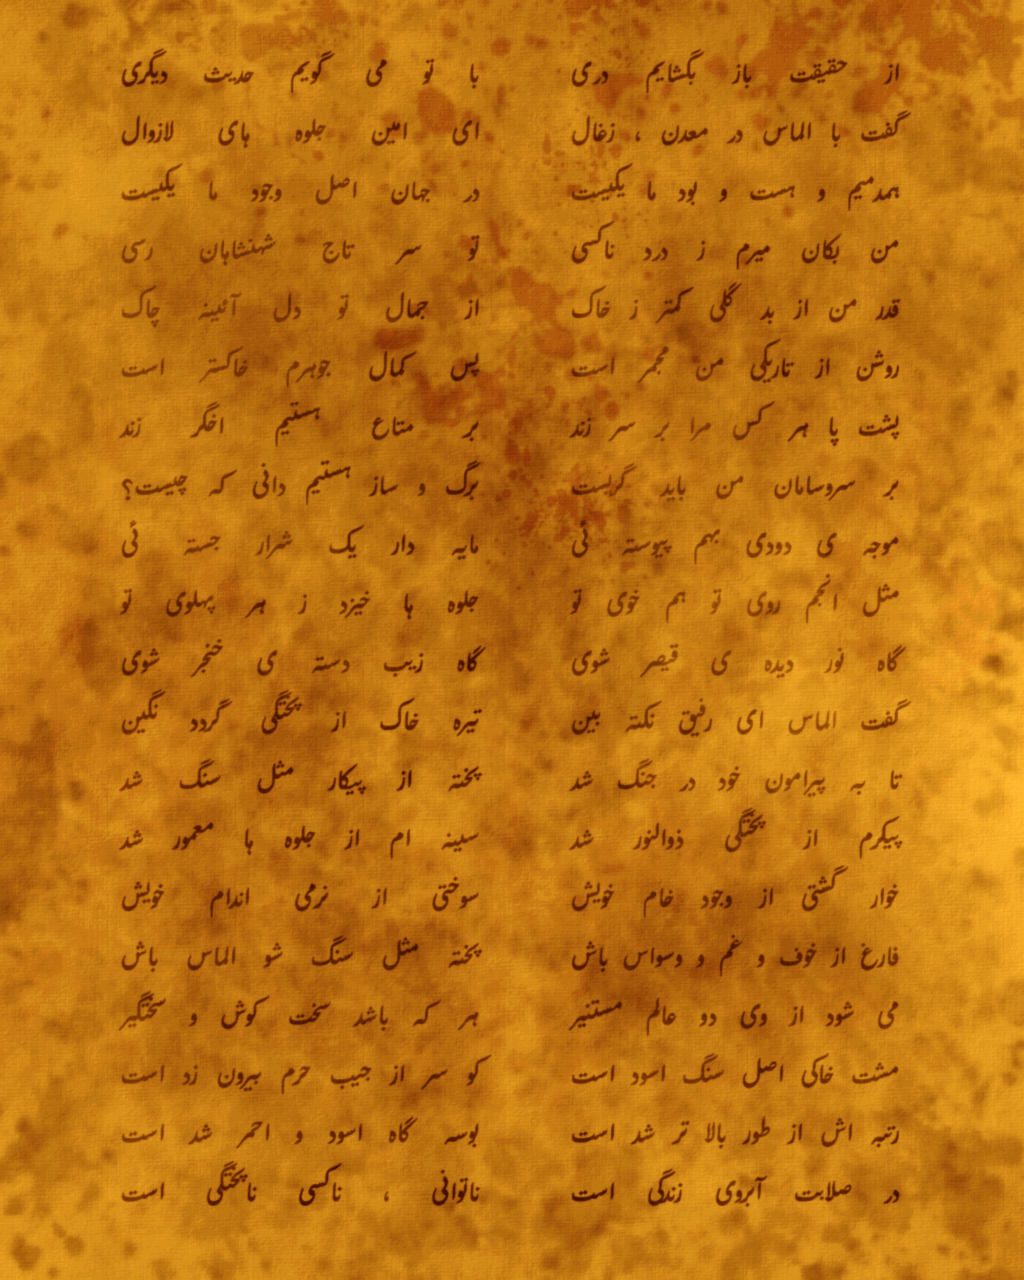 از حقیقت باز بگشایم دری با تو می گویم حدیث دیگری
گفت با الماس در معدن ، زغال ای امین جلوه های لازوال
همدمیم و هست و بود ما یکیست در جهان اصل وجود ما یکیست
من بکان میرم ز درد ناکسی تو سر تاج شهنشاهان رسی
قدر من از بد گلی کمتر ز خاک از جمال تو دل آئینه چاک
روشن از تاریکی من مجمر است پس کمال جوهرم خاکستر است
پشت پا هر کس مرا بر سر زند بر متاع هستیم اخگر زند
بر سروسامان من باید گریست برگ و ساز هستیم دانی که چیست؟
موجه ی دودی بهم پیوسته ئی مایه دار یک شرار جسته ئی
مثل انجم روی تو هم خوی تو جلوه ها خیزد ز هر پهلوی تو
گاه نور دیده ی قیصر شوی گاه زیب دسته ی خنجر شوی
گفت الماس ای رفیق نکته بین تیره خاک از پختگی گردد نگین
تا به پیرامون خود در جنگ شد پخته از پیکار مثل سنگ شد
پیکرم از پختگی ذوالنور شد سینه ام از جلوه ها معمور شد
خوار گشتی از وجود خام خویش سوختی از نرمی اندام خویش
فارغ از خوف و غم و وسواس باش پخته مثل سنگ شو الماس باش
می شود از وی دو عالم مستنیر هر که باشد سخت کوش و سختگیر
مشت خاکی اصل سنگ اسود است کو سر از جیب حرم بیرون زد است
رتبه اش از طور بالا تر شد است بوسه گاه اسود و احمر شد است
در صلابت آبروی زندگی است ناتوانی ، ناکسی ناپختگی است